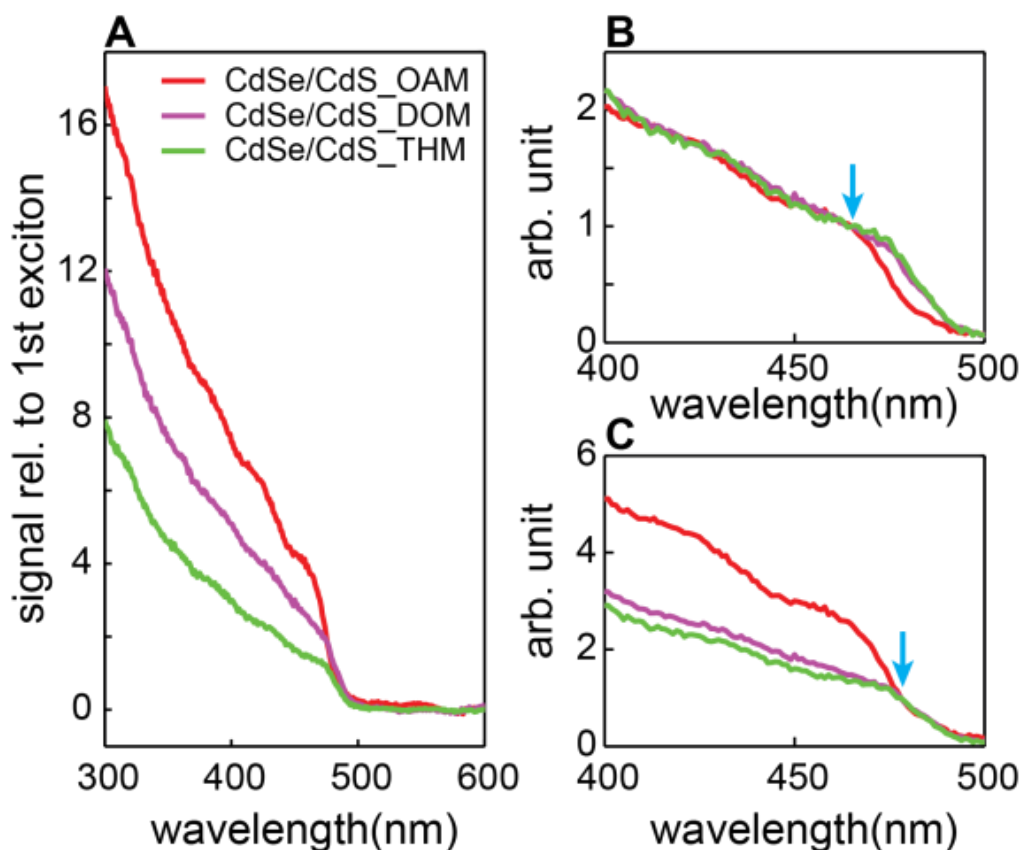 A
CdSe/CdS_OAM
CdSe/CdS_DOM
CdSe/CdS_THM
signal rel. to 1st exciton
16
12
8
4
0
300 400 500 600
wavelength(nm)
B
arb. unit
2
1
0
400 450 500
wavelength(nm)
C
arb. unit
6
4
2
0
400 450 500
wavelength(nm)